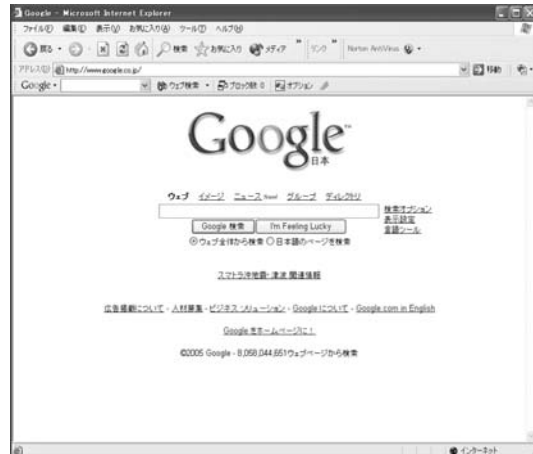 Google - Microsoft Internet Explorer
ファイル(F) 編集(E) 表示(V) お気に入り(A) ツール(T) ヘルプ(H)
戻る 検索 お気に入り メディア リンク Norton AntiVirus
アドレス(D) http://www.google.co.jp/ 移動
Google ウェブ検索 ブロック数 0 オプション
Google™
日本
ウェブ イメージ ニュース New! グループ ディレクトリ
Google 検索 I'm Feeling Lucky
検索オプション
表示設定
言語ツール
ウェブ全体から検索 日本語のページを検索
スマトラ沖地震・津波 関連情報
広告掲載について - 人材募集 - ビジネス ソリューション - Google について - Google.com in English
Google をホームページに!
©2005 Google - 8,058,044,651ウェブページから検索
インターネット